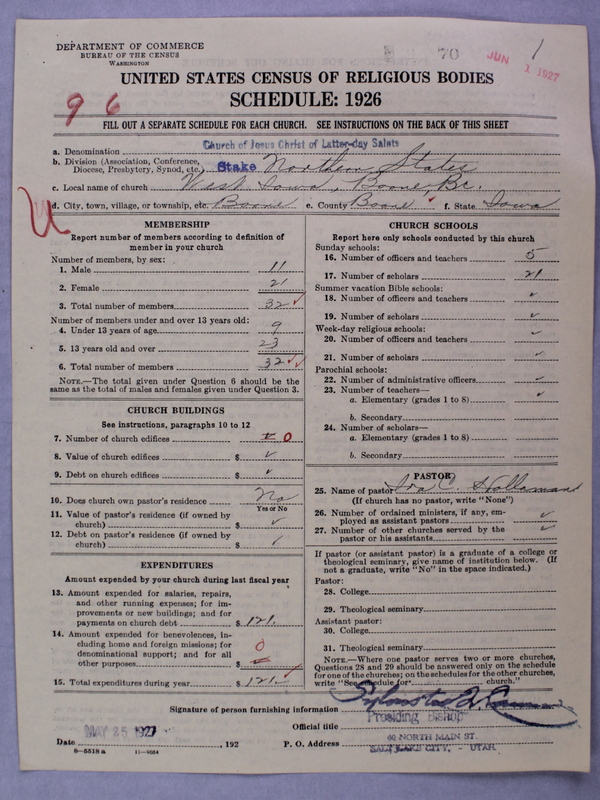 DEPARTMENT OF COMMERCE
BUREAU OF THE CENSUS
WASHINGTON
70
JUN 1 1927
1
UNITED STATES CENSUS OF RELIGIOUS BODIES
SCHEDULE: 1926
9 6
FILL OUT A SEPARATE SCHEDULE FOR EACH CHURCH. SEE INSTRUCTIONS ON THE BACK OF THIS SHEET
a. Denomination Church of Jesus Christ of Latter-day Saints
b. Division (Association, Conference, Diocese, Presbytery, Synod, etc.) Stake Northern States
c. Local name of church West Iowa, Boone Br.
d. City, town, village, or township, etc. Boone e. County Boone f. State Iowa
MEMBERSHIP
Report number of members according to definition of
member in your church
Number of members, by sex:
1. Male 11
2. Female 21
3. Total number of members 32
Number of members under and over 13 years old:
4. Under 13 years of age 9
5. 13 years old and over 23
6. Total number of members 32
NOTE.—The total given under Question 6 should be
same as the total of males and females given under Question 3.
CHURCH BUILDINGS
See instructions, paragraphs 10 to 12
7. Number of church edifices 0
8. Value of church edifices $ ✓
9. Debt on church edifices $ ✓
10. Does church own pastor's residence No
Yes or No
11. Value of pastor's residence (if owned by
church) $ ✓
12. Debt on pastor's residence (if owned by
church) $ ✓
EXPENDITURES
Amount expended by your church during last fiscal year
13. Amount expended for salaries, repairs,
and other running expenses; for im-
provements or new buildings; and for
payments on church debt $ 121.
14. Amount expended for benevolences, in-
cluding home and foreign missions; for
denominational support; and for all
other purposes $ 0
15. Total expenditures during year $ 121.
CHURCH SCHOOLS
Report here only schools conducted by this church
Sunday schools:
16. Number of officers and teachers 5
17. Number of scholars 21
Summer vacation Bible schools:
18. Number of officers and teachers ✓
19. Number of scholars ✓
Week-day religious schools:
20. Number of officers and teachers ✓
21. Number of scholars ✓
Parochial schools:
22. Number of administrative officers ✓
23. Number of teachers—
a. Elementary (grades 1 to 8) ✓
b. Secondary
24. Number of scholars—
a. Elementary (grades 1 to 8)
b. Secondary
PASTOR
25. Name of pastor Ira C.
(If church has no pastor, write "None")
26. Number of ordained ministers, if any, em-
ployed as assistant pastors ✓
27. Number of other churches served by the
pastor or his assistants ✓
If pastor (or assistant pastor) is a graduate of a college or
theological seminary, give name of institution below. (If
not a graduate, write "No" in the space indicated.)
Pastor:
28. College
29. Theological seminary
Assistant pastor:
30. College
31. Theological seminary
NOTE.—Where one pastor serves two or more churches,
Questions 28 and 29 should be answered only on the schedule
for one of the churches; on the schedules for the other churches,
write "See schedule for church."
Signature of person furnishing information Sylvester Q. Cannon
Official title Presiding Bishop
Date MAY 25 1927, 192 P. O. Address 40 NORTH MAIN ST.
SALT LAKE CITY, - UTAH
8-5518 a 11-9054